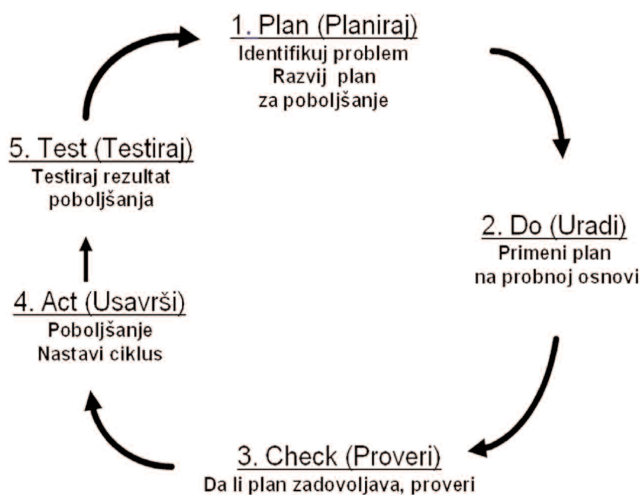 1. Plan (Planiraj)
Identifikuj problem
Razvij plan
za poboljšanje
2. Do (Uradi)
Primeni plan
na probnoj osnovi
3. Check (Proveri)
Da li plan zadovoljava, proveri
4. Act (Usavrši)
Poboljšanje
Nastavi ciklus
5. Test (Testiraj)
Testiraj rezultat
poboljšanja